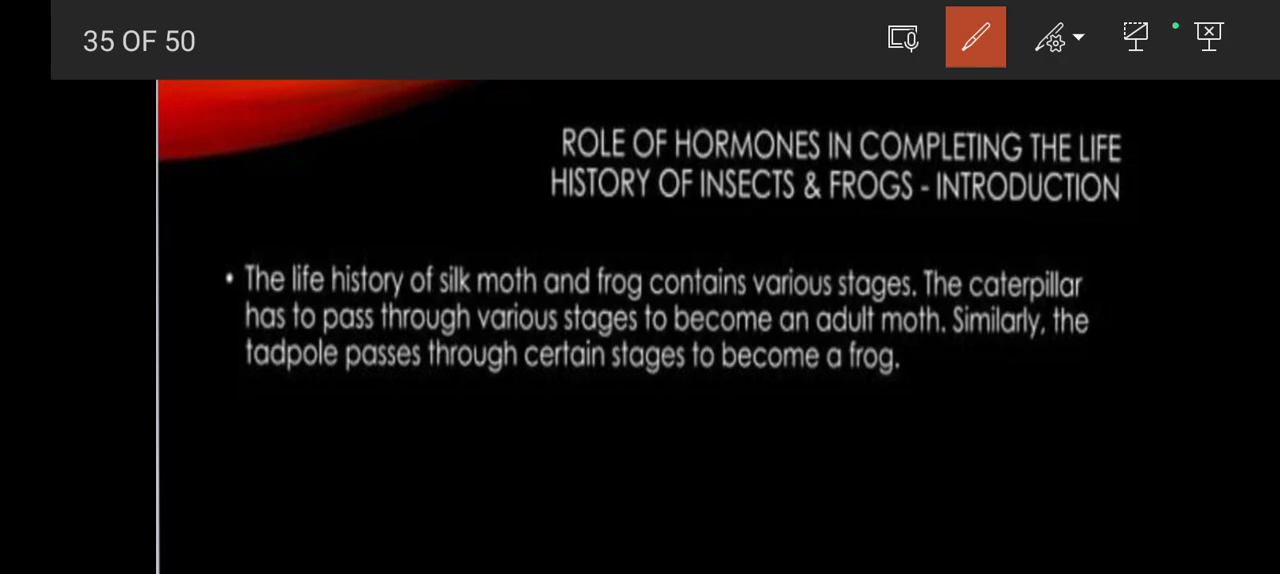 35 OF 50
ROLE OF HORMONES IN COMPLETING THE LIFE
HISTORY OF INSECTS & FROGS - INTRODUCTION
• The life history of silk moth and frog contains various stages. The caterpillar
has to pass through various stages to become an adult moth. Similarly, the
tadpole passes through certain stages to become a frog.